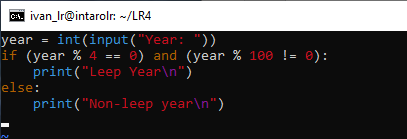 ivan_lr@intarolr: ~/LR4
year = int(input("Year: "))
if (year % 4 == 0) and (year % 100 != 0):
    print("Leep Year\n")
else:
    print("Non-leep year\n")
~